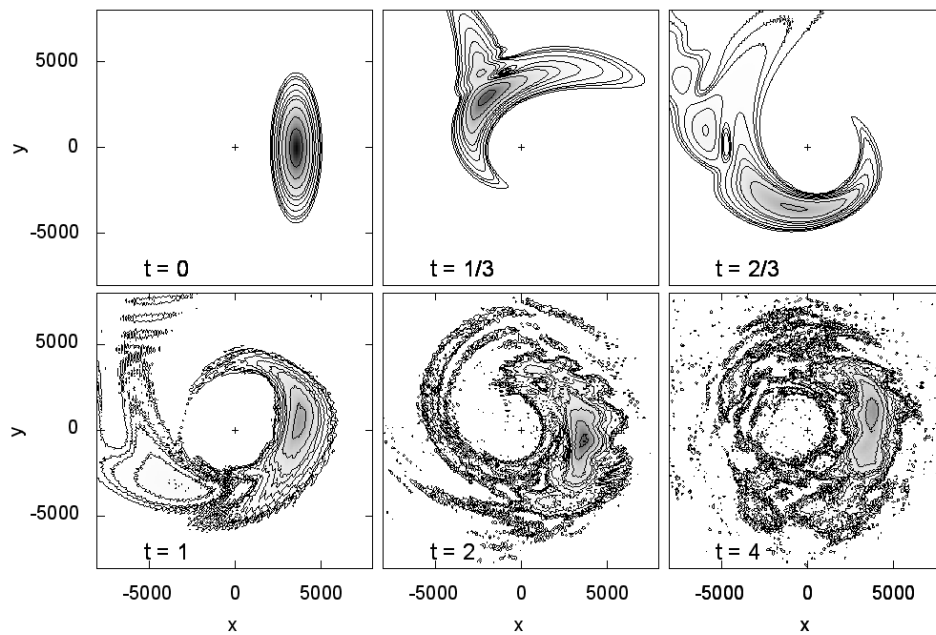 5000
0
-5000
y
t = 0
t = 1/3
t = 2/3
5000
0
-5000
y
t = 1
t = 2
t = 4
-5000 0 5000
-5000 0 5000
-5000 0 5000
x
x
x